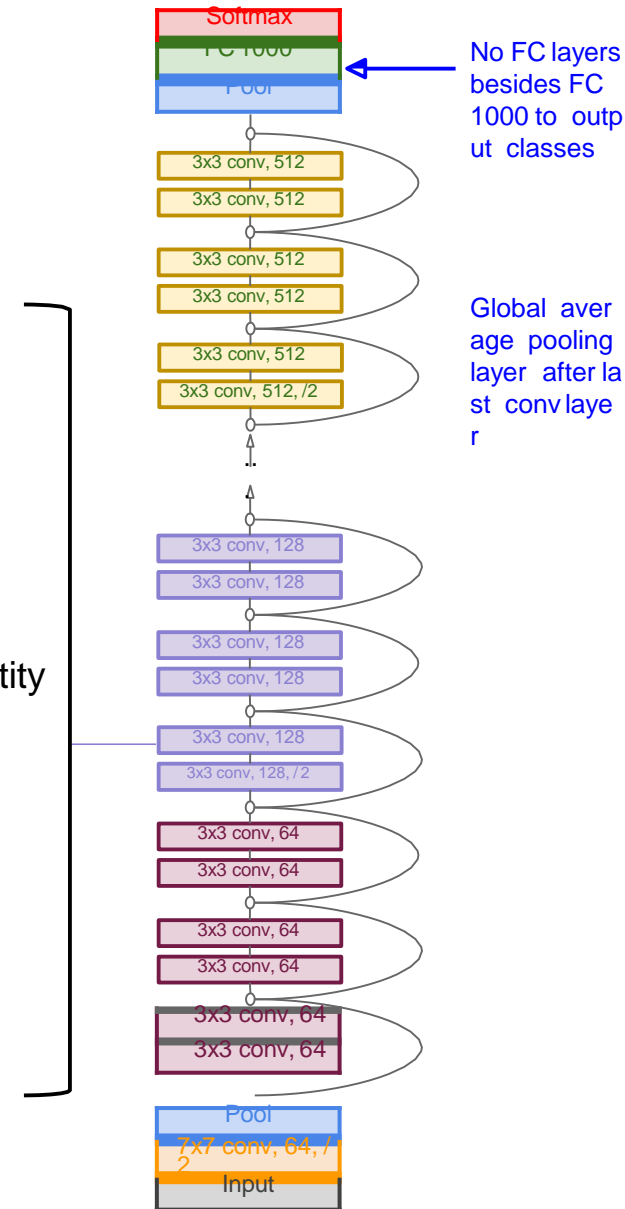 Softmax
FC 1000
Pool
No FC layers
besides FC
1000 to outp
ut classes
3x3 conv, 512
3x3 conv, 512
3x3 conv, 512
3x3 conv, 512
3x3 conv, 512
3x3 conv, 512, /2
Global aver
age pooling
layer after la
st conv laye
r
..
.
3x3 conv, 128
3x3 conv, 128
3x3 conv, 128
3x3 conv, 128
tity
3x3 conv, 128
3x3 conv, 128, /2
3x3 conv, 64
3x3 conv, 64
3x3 conv, 64
3x3 conv, 64
3x3 conv, 64
3x3 conv, 64
Pool
7x7 conv, 64, /
2
Input